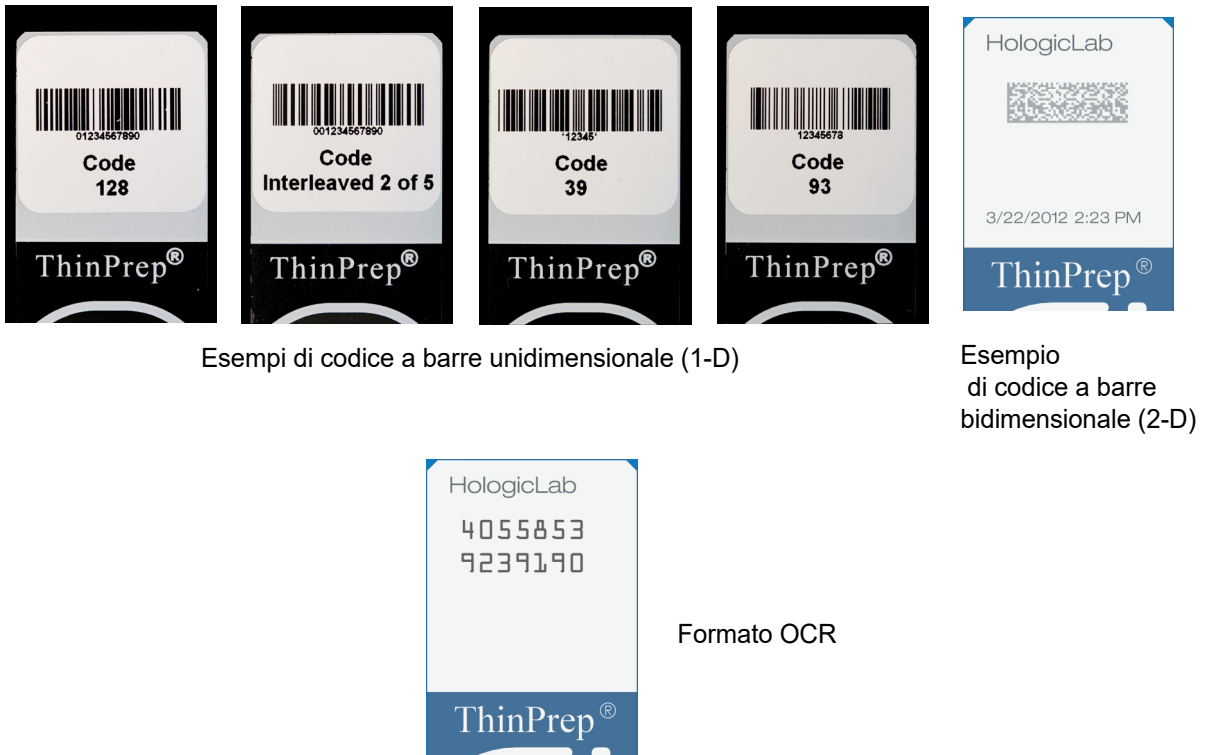 01234567890
Code
128
ThinPrep®
001234567890
Code
Interleaved 2 of 5
ThinPrep®
*12345*
Code
39
ThinPrep®
12345678
Code
93
ThinPrep®
HologicLab
3/22/2012 2:23 PM
ThinPrep®
Esempi di codice a barre unidimensionale (1-D)
Esempio
di codice a barre
bidimensionale (2-D)
HologicLab
4055853
9239190
Formato OCR
ThinPrep®